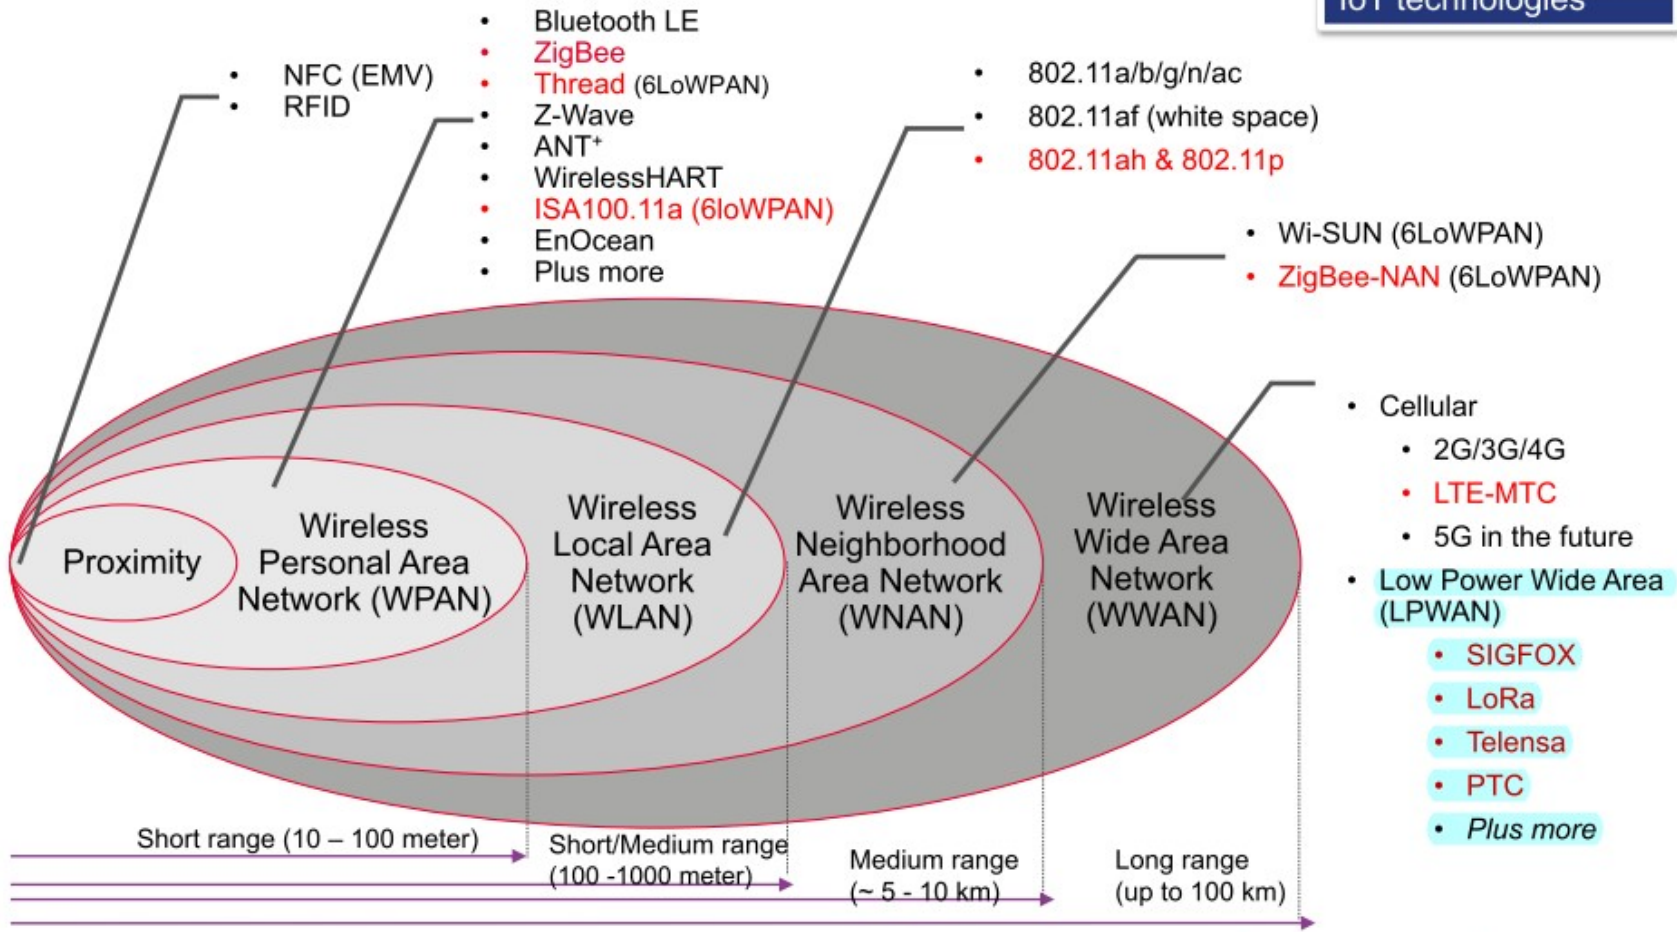 IoT technologies
NFC (EMV)
RFID
Bluetooth LE
ZigBee
Thread (6LoWPAN)
Z-Wave
ANT⁺
WirelessHART
ISA100.11a (6loWPAN)
EnOcean
Plus more
802.11a/b/g/n/ac
802.11af (white space)
802.11ah & 802.11p
Wi-SUN (6LoWPAN)
ZigBee-NAN (6LoWPAN)
Cellular
2G/3G/4G
LTE-MTC
5G in the future
Low Power Wide Area
(LPWAN)
SIGFOX
LoRa
Telensa
PTC
Plus more
Proximity
Wireless
Personal Area
Network (WPAN)
Wireless
Local Area
Network
(WLAN)
Wireless
Neighborhood
Area Network
(WNAN)
Wireless
Wide Area
Network
(WWAN)
Short range (10 – 100 meter)
Short/Medium range
(100 -1000 meter)
Medium range
(~ 5 - 10 km)
Long range
(up to 100 km)